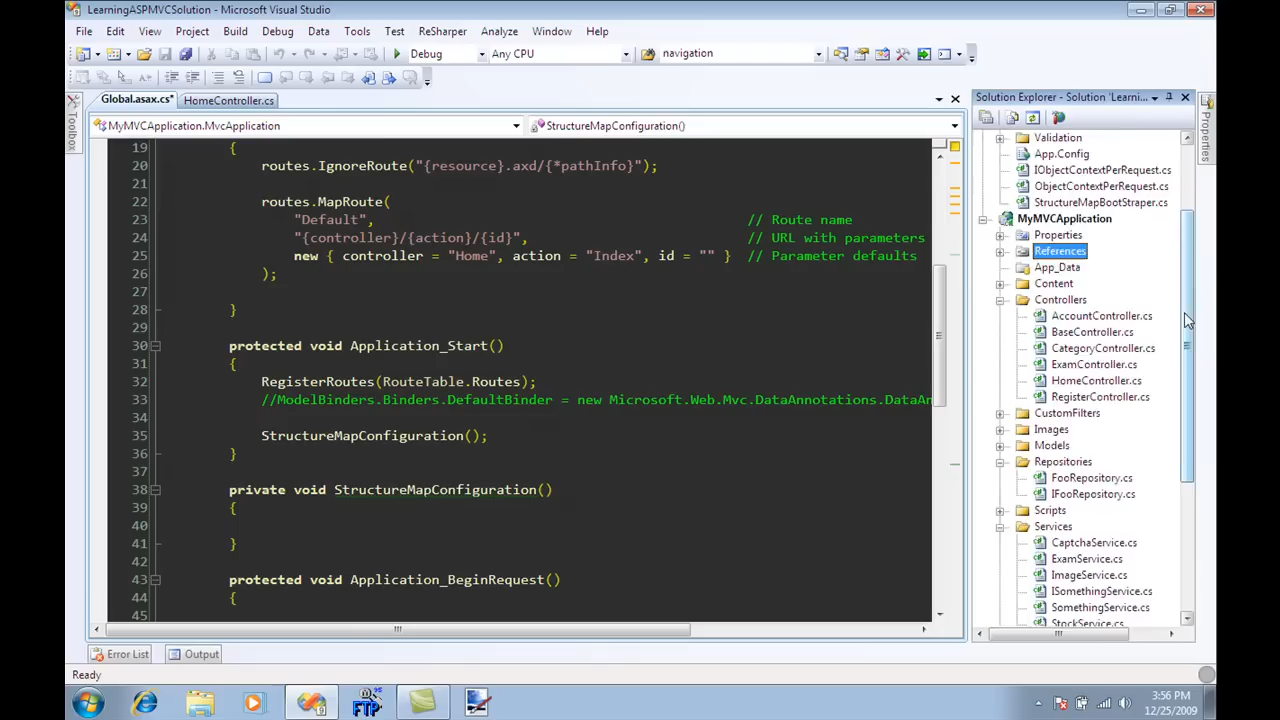 LearningASPMVCSolution - Microsoft Visual Studio
File Edit View Project Build Debug Data Tools Test ReSharper Analyze Window Help
Debug Any CPU navigation
Global.asax.cs* HomeController.cs
MyMVCApplication.MvcApplication StructureMapConfiguration()
19 {
20 routes.IgnoreRoute("{resource}.axd/{*pathInfo}");
21
22 routes.MapRoute(
23 "Default", // Route name
24 "{controller}/{action}/{id}", // URL with parameters
25 new { controller = "Home", action = "Index", id = "" } // Parameter defaults
26 );
27
28 }
29
30 protected void Application_Start()
31 {
32 RegisterRoutes(RouteTable.Routes);
33 //ModelBinders.Binders.DefaultBinder = new Microsoft.Web.Mvc.DataAnnotations.DataAn
34
35 StructureMapConfiguration();
36 }
37
38 private void StructureMapConfiguration()
39 {
40
41 }
42
43 protected void Application_BeginRequest()
44 {
45
Toolbox
Solution Explorer - Solution 'Learni...
Validation
App.Config
IObjectContextPerRequest.cs
ObjectContextPerRequest.cs
StructureMapBootStraper.cs
MyMVCApplication
Properties
References
App_Data
Content
Controllers
AccountController.cs
BaseController.cs
CategoryController.cs
ExamController.cs
HomeController.cs
RegisterController.cs
CustomFilters
Images
Models
Repositories
FooRepository.cs
IFooRepository.cs
Scripts
Services
CaptchaService.cs
ExamService.cs
ImageService.cs
ISomethingService.cs
SomethingService.cs
StockService.cs
Properties
Error List Output
Ready
FTP
3:56 PM
12/25/2009